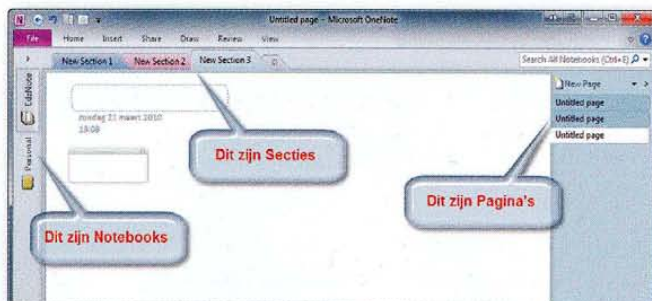 Untitled page - Microsoft OneNote
File Home Insert Share Draw Review View
New Section 1 New Section 2 New Section 3
Search All Notebooks (Ctrl+E)
New Page
Untitled page
Untitled page
Untitled page
zondag 21 maart 2010
19:09
EduNote
Personal
Dit zijn Secties
Dit zijn Pagina's
Dit zijn Notebooks